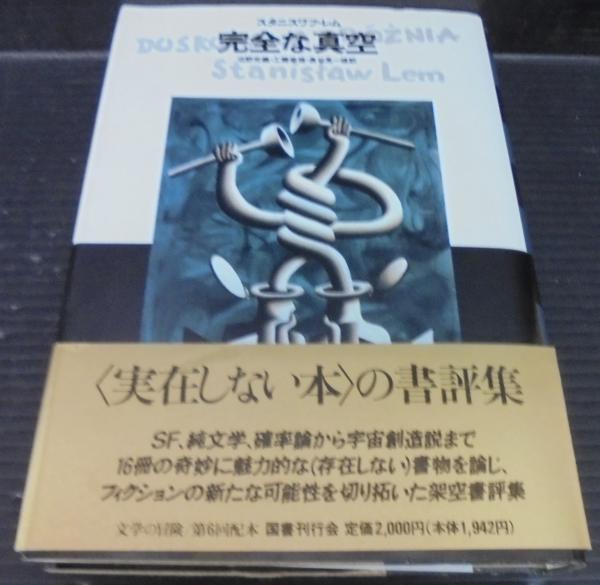 スタニスワフ・レム
完全な真空
DOSKO ÓŻNIA
Stanisław Lem
〈実在しない本〉の書評集
SF、純文学、確率論から宇宙創造説まで
16冊の奇妙に魅力的な(存在しない)書物を論じ、
フィクションの新たな可能性を切り拓いた架空書評集
文学の冒険/第6回配本 国書刊行会 定価2,000円(本体1,942円)